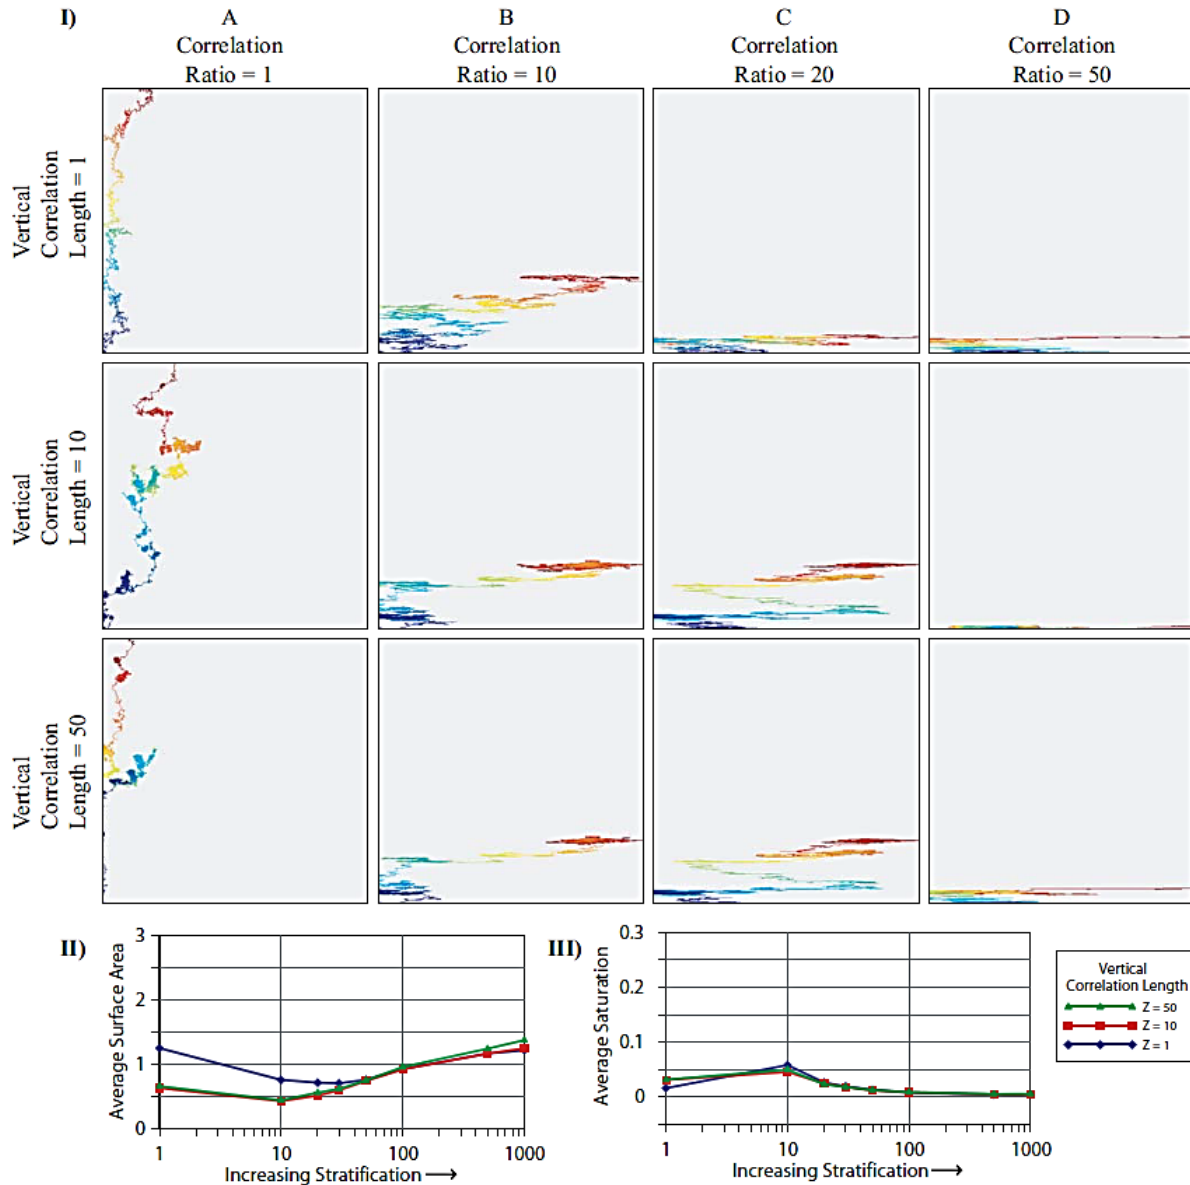 I)
A
Correlation
Ratio = 1
B
Correlation
Ratio = 10
C
Correlation
Ratio = 20
D
Correlation
Ratio = 50
Vertical
Correlation
Length = 1
Vertical
Correlation
Length = 10
Vertical
Correlation
Length = 50
II)
Average Surface Area
3
2
1
0
1
10
100
1000
Increasing Stratification →
III)
Average Saturation
0.3
0.2
0.1
0
1
10
100
1000
Increasing Stratification →
Vertical
Correlation Length
Z = 50
Z = 10
Z = 1